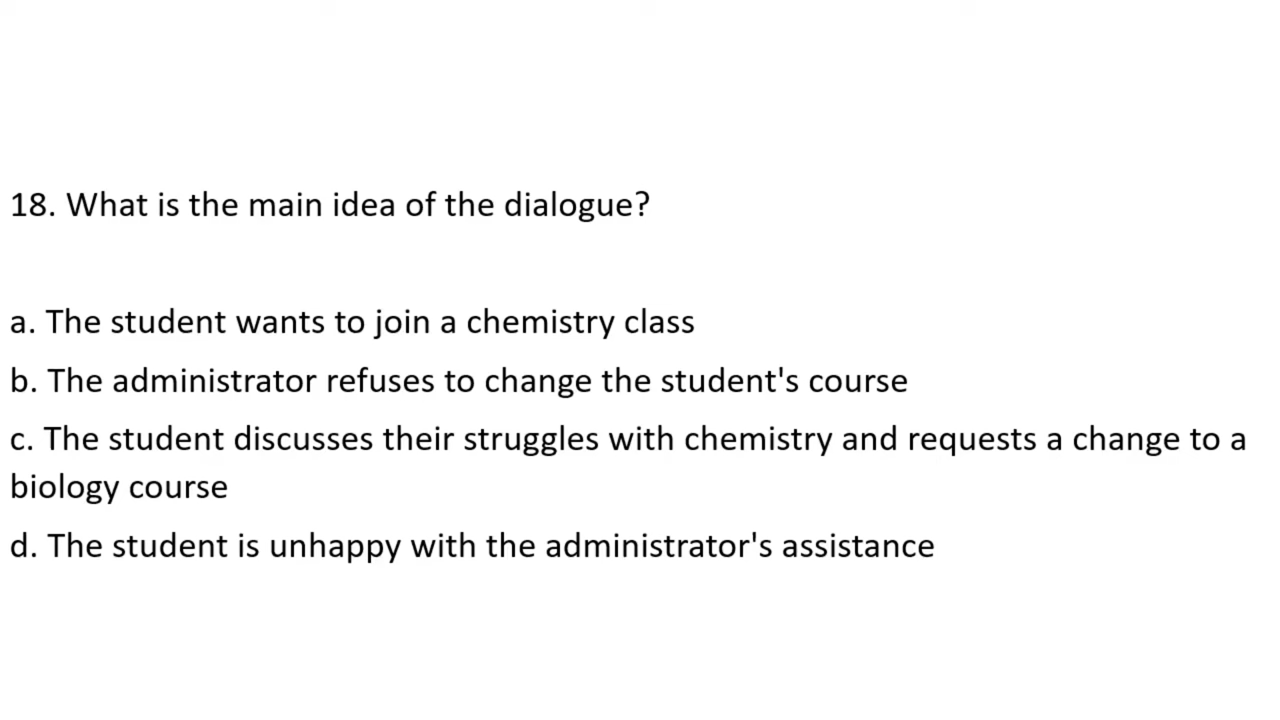 18. What is the main idea of the dialogue?
a. The student wants to join a chemistry class
b. The administrator refuses to change the student's course
c. The student discusses their struggles with chemistry and requests a change to a
biology course
d. The student is unhappy with the administrator's assistance